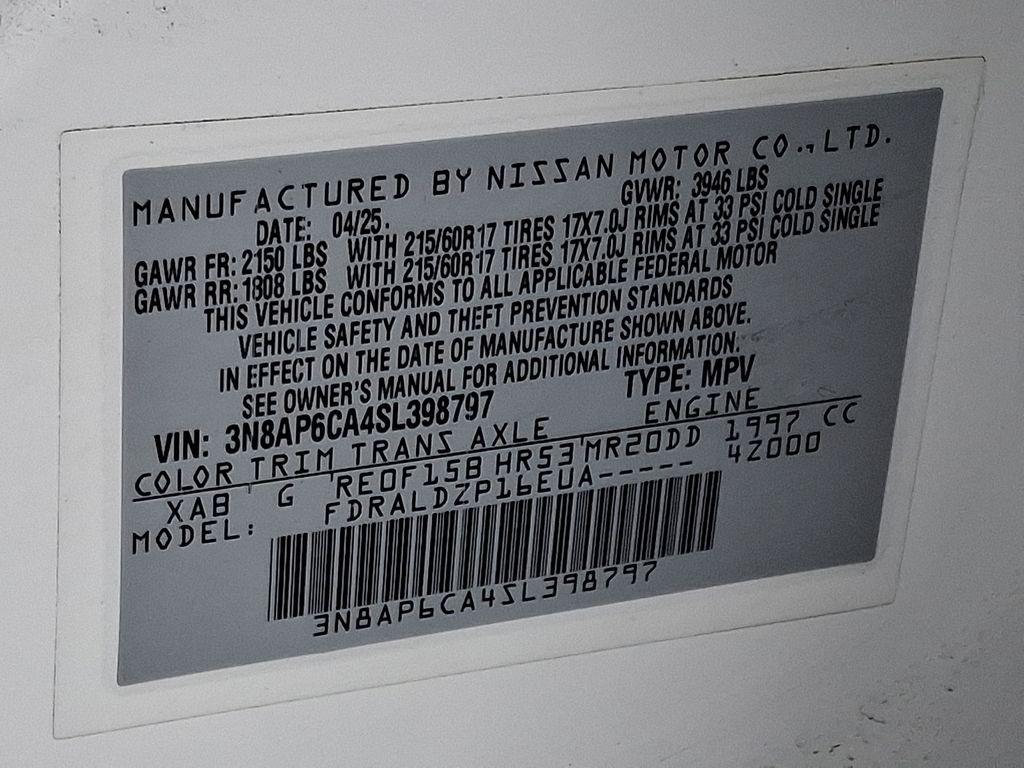 MANUFACTURED BY NISSAN MOTOR CO., LTD.
DATE: 04/25. GVWR: 3946 LBS
GAWR FR: 2150 LBS WITH 215/60R17 TIRES 17X7.0J RIMS AT 33 PSI COLD SINGLE
GAWR RR: 1808 LBS WITH 215/60R17 TIRES 17X7.0J RIMS AT 33 PSI COLD SINGLE
THIS VEHICLE CONFORMS TO ALL APPLICABLE FEDERAL MOTOR
VEHICLE SAFETY AND THEFT PREVENTION STANDARDS
IN EFFECT ON THE DATE OF MANUFACTURE SHOWN ABOVE.
SEE OWNER'S MANUAL FOR ADDITIONAL INFORMATION.
VIN: 3N8AP6CA4SL398797 TYPE: MPV
COLOR TRIM TRANS AXLE ENGINE
XAB G RE0F15B HR53 MR20DD 1997 CC
MODEL: FDRALDZP16EUA----- 42000
3N8AP6CA4SL398797